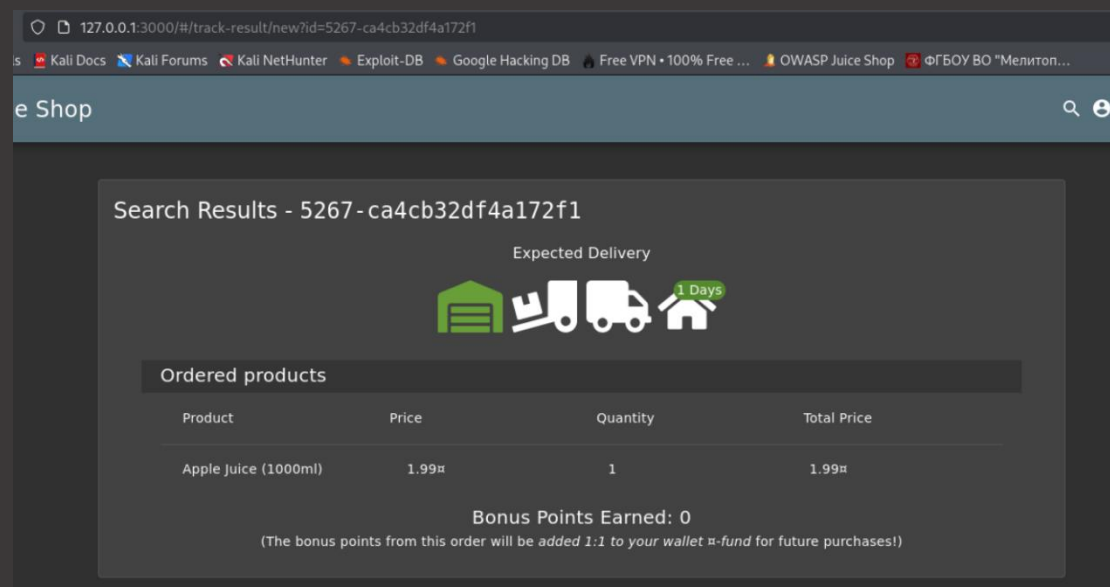 127.0.0.1:3000/#/track-result/new?id=5267-ca4cb32df4a172f1
ls Kali Docs Kali Forums Kali NetHunter Exploit-DB Google Hacking DB Free VPN • 100% Free ... OWASP Juice Shop ФГБОУ ВО "Мелитоп...
e Shop
Search Results - 5267-ca4cb32df4a172f1
Expected Delivery
1 Days
Ordered products
Product Price Quantity Total Price
Apple Juice (1000ml) 1.99¤ 1 1.99¤
Bonus Points Earned: 0
(The bonus points from this order will be added 1:1 to your wallet ¤-fund for future purchases!)